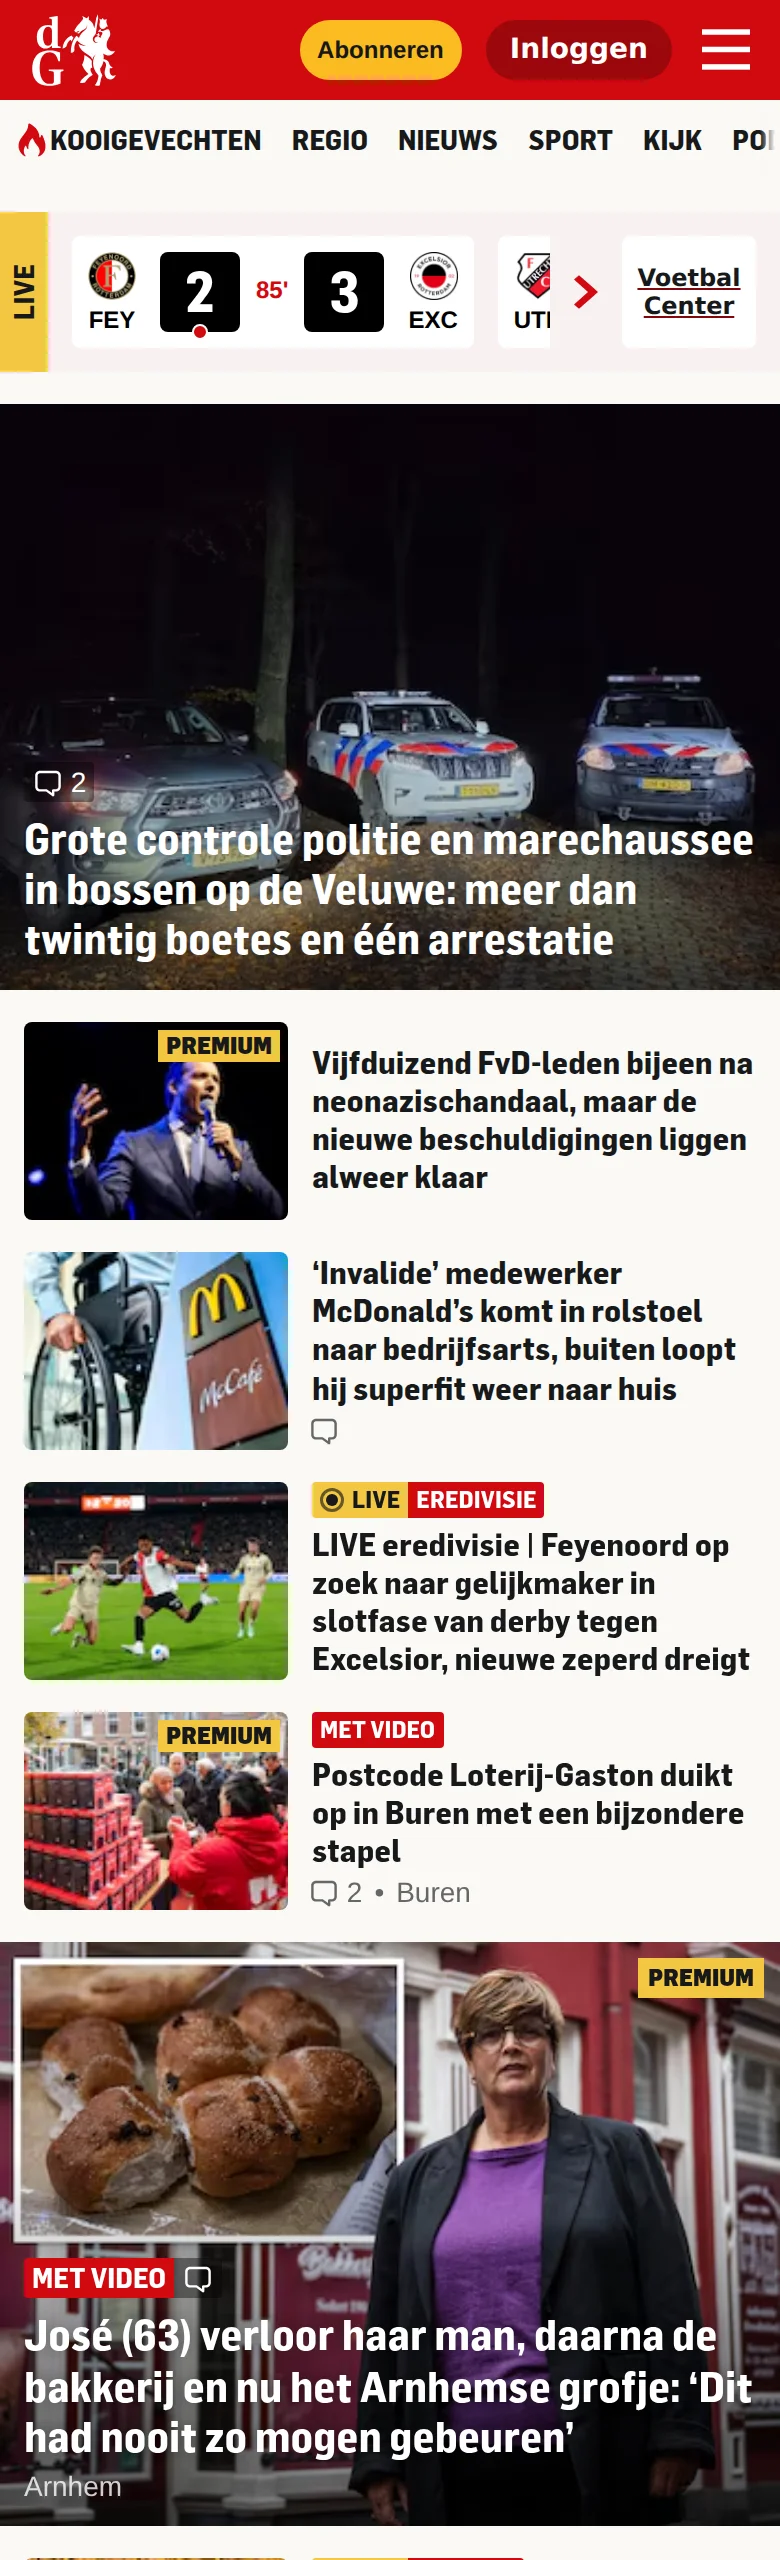 dG
Abonneren
Inloggen
KOOIGEVECHTEN REGIO NIEUWS SPORT KIJK
LIVE
2 85' 3
FEY EXC
Voetbal
Center
2
Grote controle politie en marechaussee
in bossen op de Veluwe: meer dan
twintig boetes en één arrestatie
PREMIUM
Vijfduizend FvD-leden bijeen na
neonazischandaal, maar de
nieuwe beschuldigingen liggen
alweer klaar
McCafé
‘Invalide’ medewerker
McDonald’s komt in rolstoel
naar bedrijfsarts, buiten loopt
hij superfit weer naar huis
LIVE EREDIVISIE
LIVE eredivisie | Feyenoord op
zoek naar gelijkmaker in
slotfase van derby tegen
Excelsior, nieuwe zeperd dreigt
PREMIUM
MET VIDEO
Postcode Loterij-Gaston duikt
op in Buren met een bijzondere
stapel
2 • Buren
PREMIUM
MET VIDEO
José (63) verloor haar man, daarna de
bakkerij en nu het Arnhemse grofje: ‘Dit
had nooit zo mogen gebeuren’
Arnhem